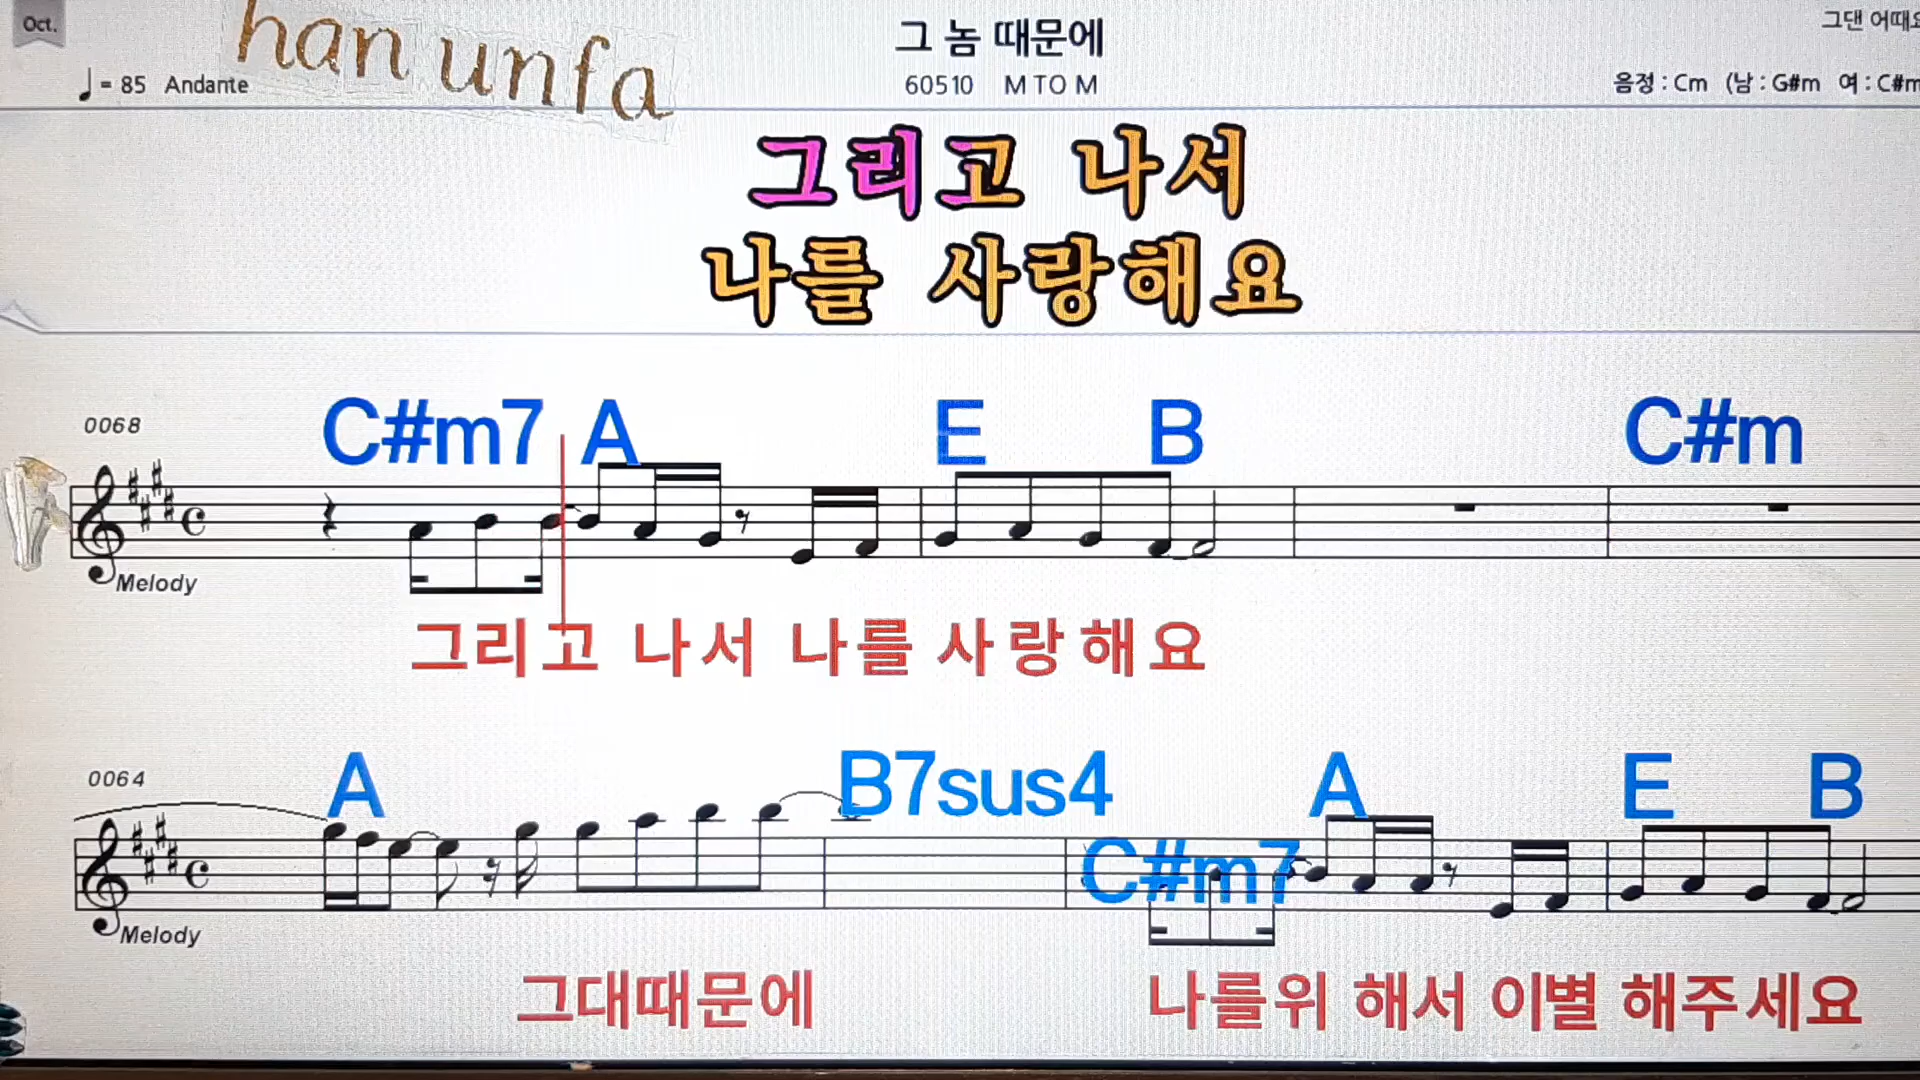 Oct.
han unfa
그 놈 때문에
그댄 어때요
♩= 85 Andante
60510 M TO M
음정 : Cm (남 : G#m 여 : C#m
그리고 나서
나를 사랑해요
0068
C#m7 A E B C#m
Melody
그리고 나서 나를 사랑해요
0064
A B7sus4 A E B
C#m7
Melody
그대때문에 나를위 해서 이별 해주세요